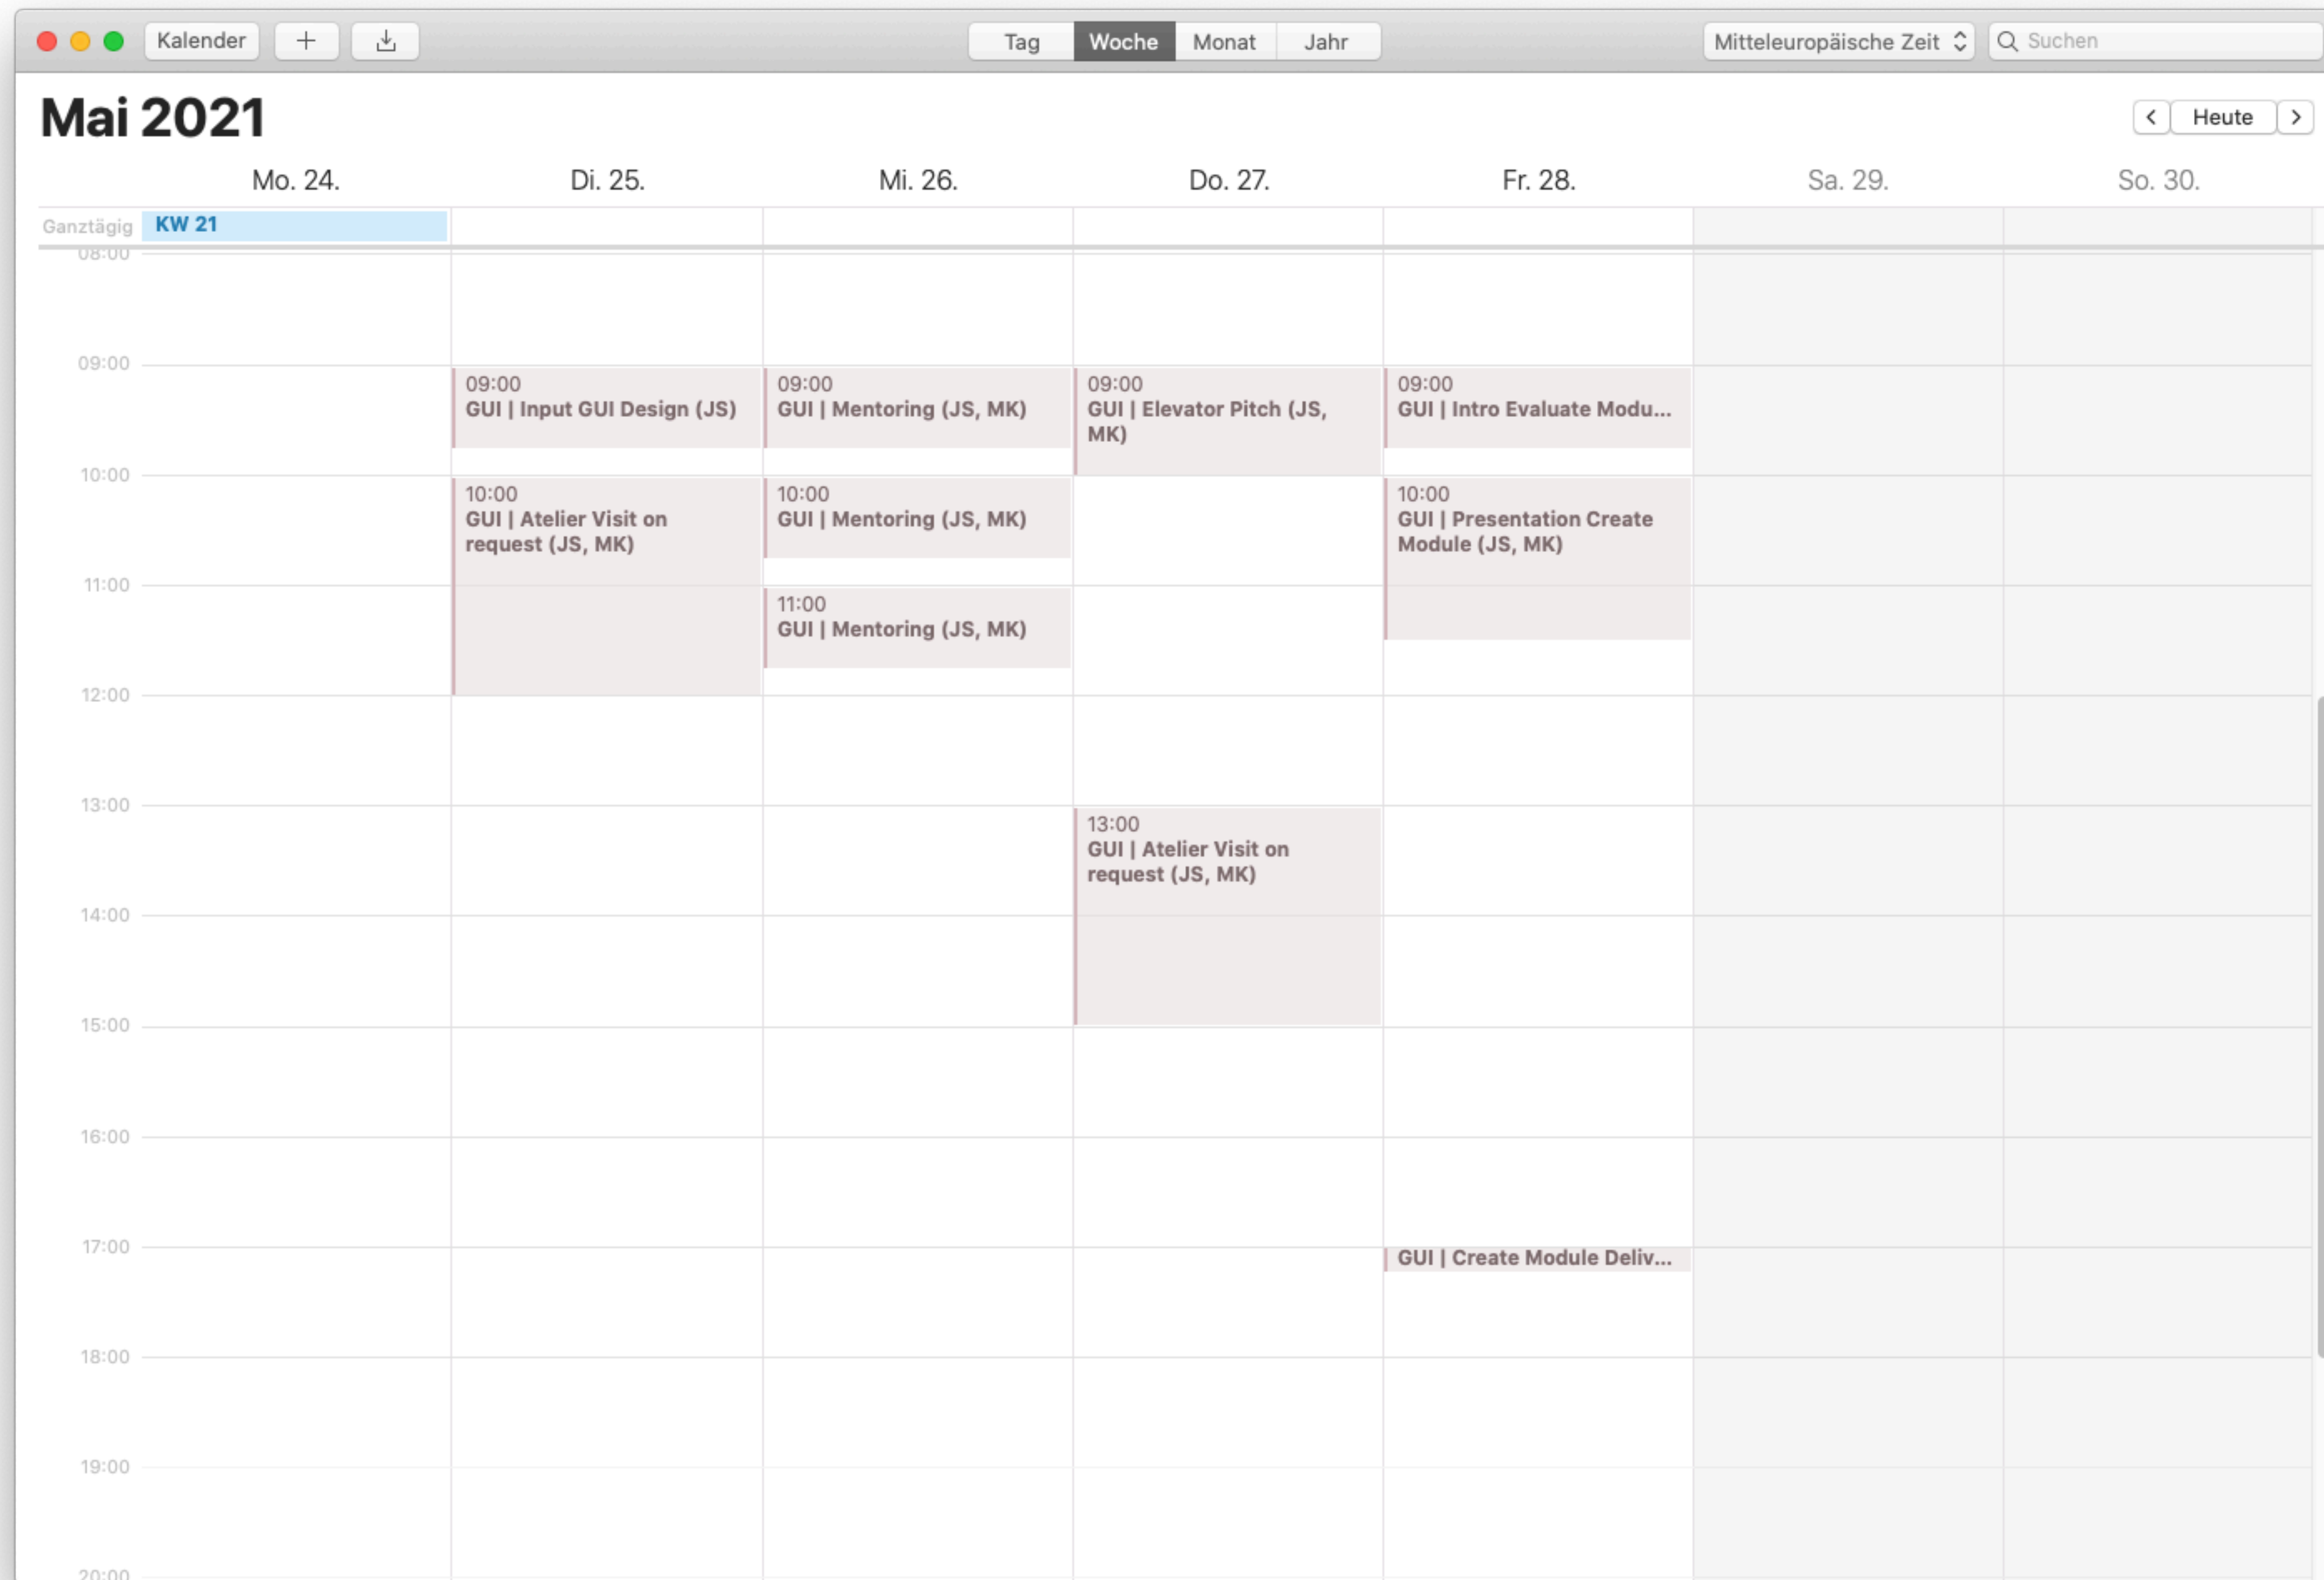 Kalender
Tag Woche Monat Jahr
Mitteleuropäische Zeit
Suchen
Mai 2021
Heute
Mo. 24. Di. 25. Mi. 26. Do. 27. Fr. 28. Sa. 29. So. 30.
Ganztägig KW 21
08:00
09:00
09:00
GUI | Input GUI Design (JS)
09:00
GUI | Mentoring (JS, MK)
09:00
GUI | Elevator Pitch (JS,
MK)
09:00
GUI | Intro Evaluate Modu...
10:00
10:00
GUI | Atelier Visit on
request (JS, MK)
10:00
GUI | Mentoring (JS, MK)
10:00
GUI | Presentation Create
Module (JS, MK)
11:00
11:00
GUI | Mentoring (JS, MK)
12:00
13:00
13:00
GUI | Atelier Visit on
request (JS, MK)
14:00
15:00
16:00
17:00
GUI | Create Module Deliv...
18:00
19:00
20:00